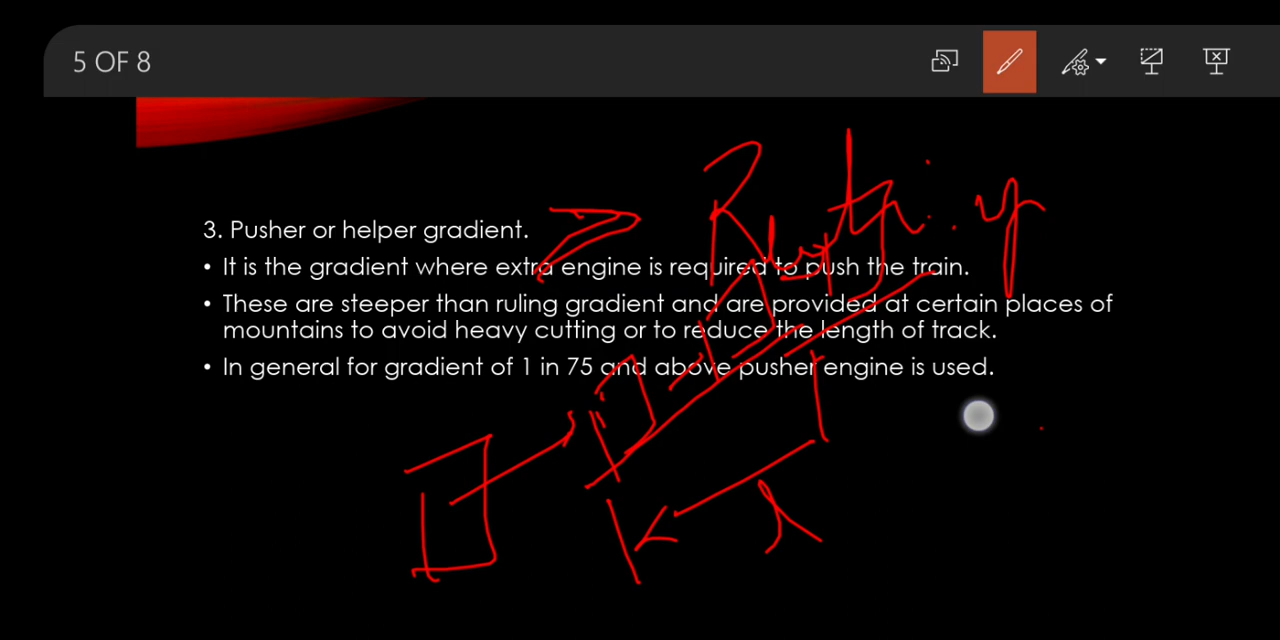 5 OF 8
3. Pusher or helper gradient.
• It is the gradient where extra engine is required to push the train.
• These are steeper than ruling gradient and are provided at certain places of
mountains to avoid heavy cutting or to reduce the length of track.
• In general for gradient of 1 in 75 and above pusher engine is used.